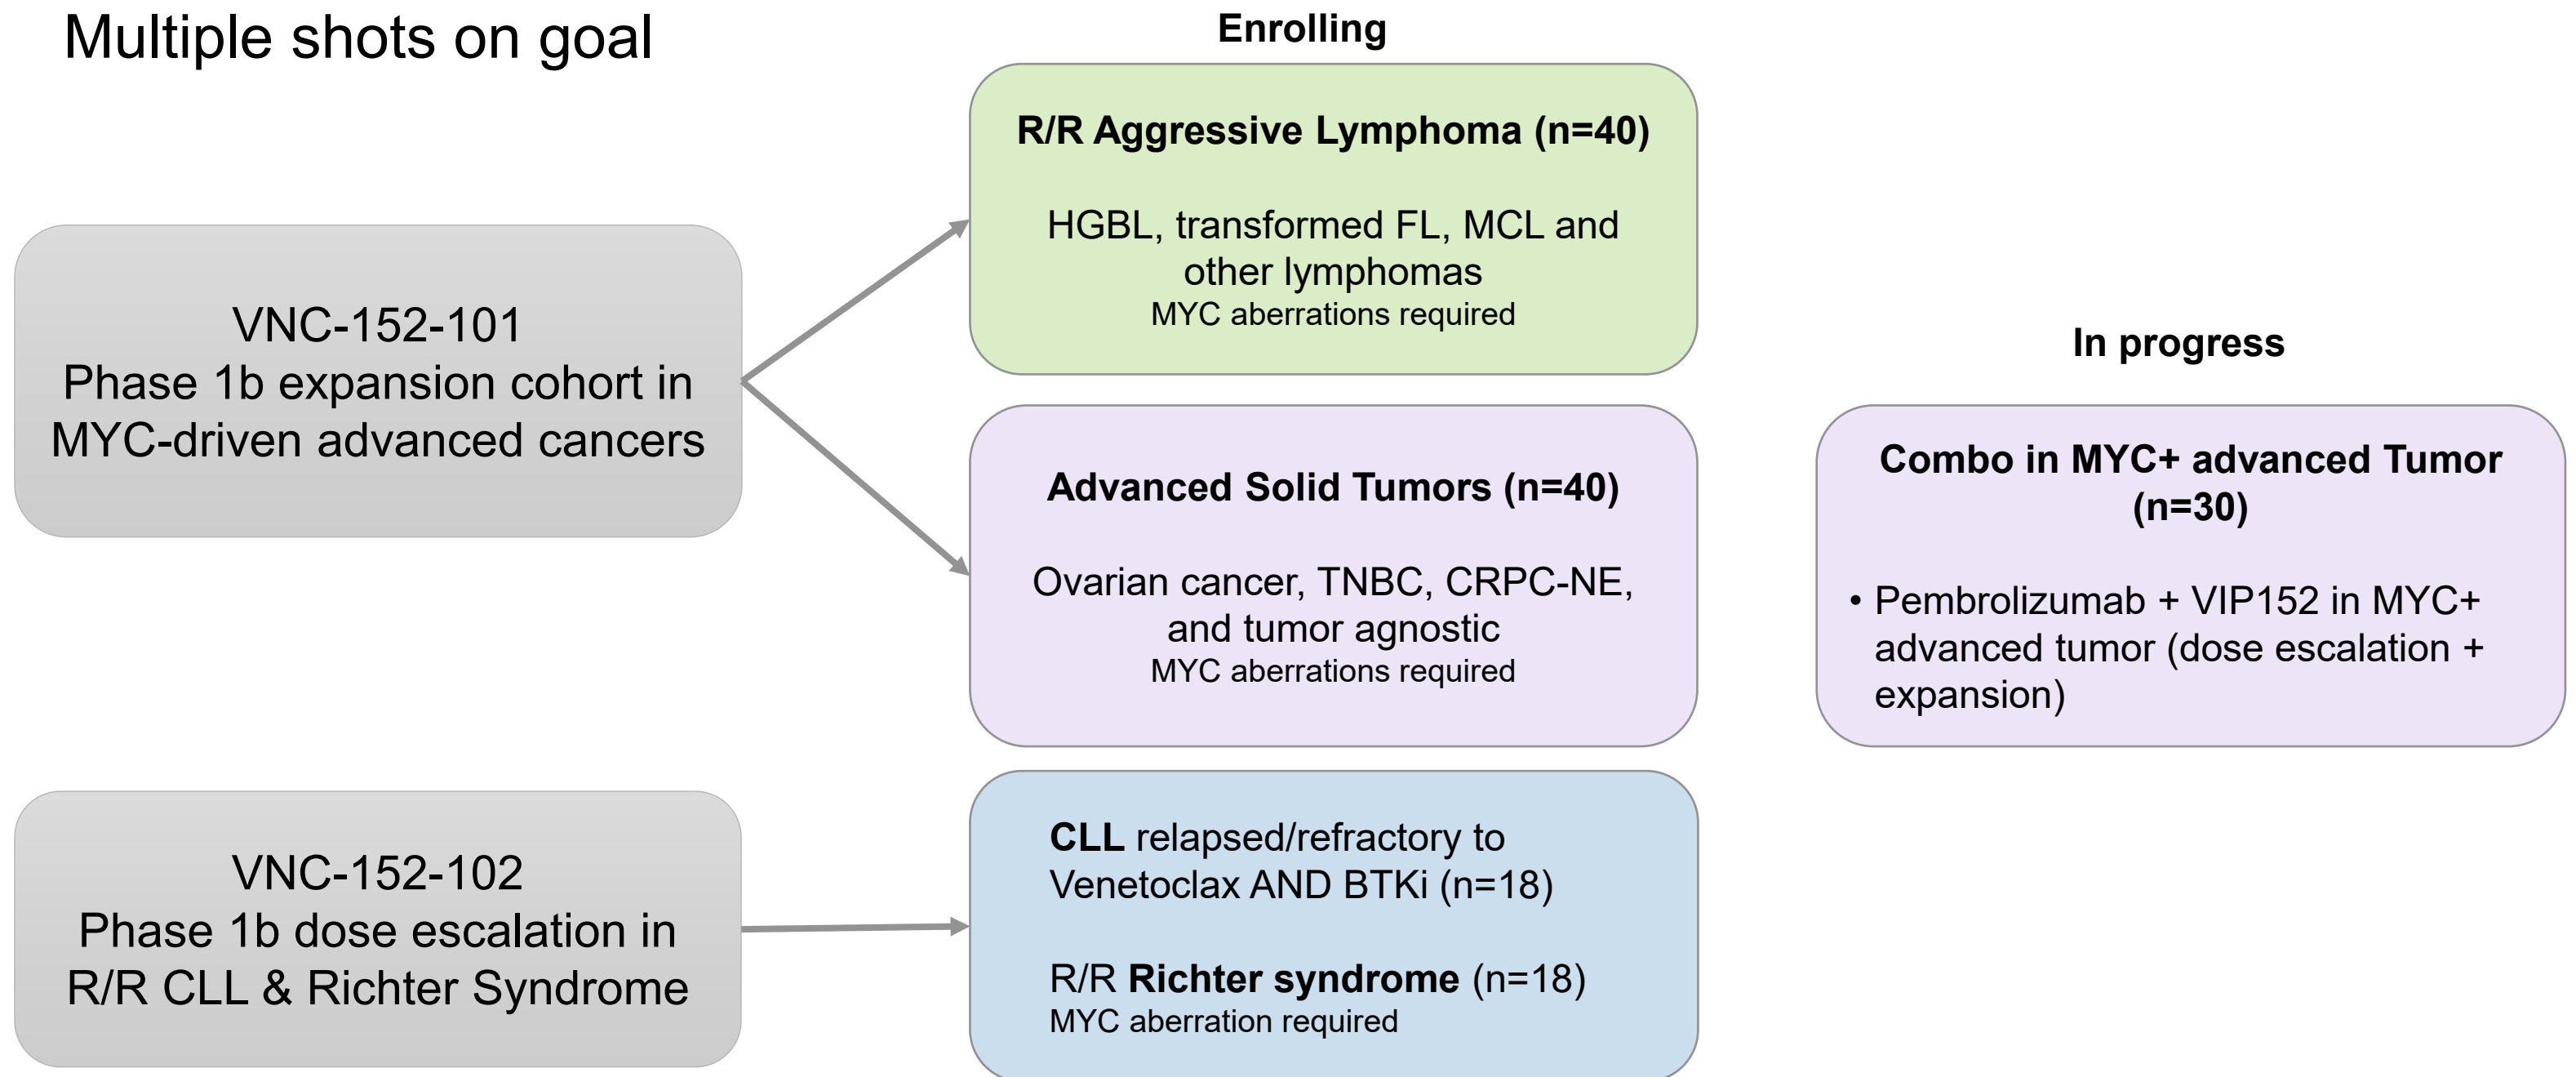 Multiple shots on goal
Enrolling
R/R Aggressive Lymphoma (n=40)
HGBL, transformed FL, MCL and
other lymphomas
MYC aberrations required
VNC-152-101
Phase 1b expansion cohort in
MYC-driven advanced cancers
Advanced Solid Tumors (n=40)
Ovarian cancer, TNBC, CRPC-NE,
and tumor agnostic
MYC aberrations required
In progress
Combo in MYC+ advanced Tumor
(n=30)
• Pembrolizumab + VIP152 in MYC+
advanced tumor (dose escalation +
expansion)
VNC-152-102
Phase 1b dose escalation in
R/R CLL & Richter Syndrome
CLL relapsed/refractory to
Venetoclax AND BTKi (n=18)
R/R Richter syndrome (n=18)
MYC aberration required